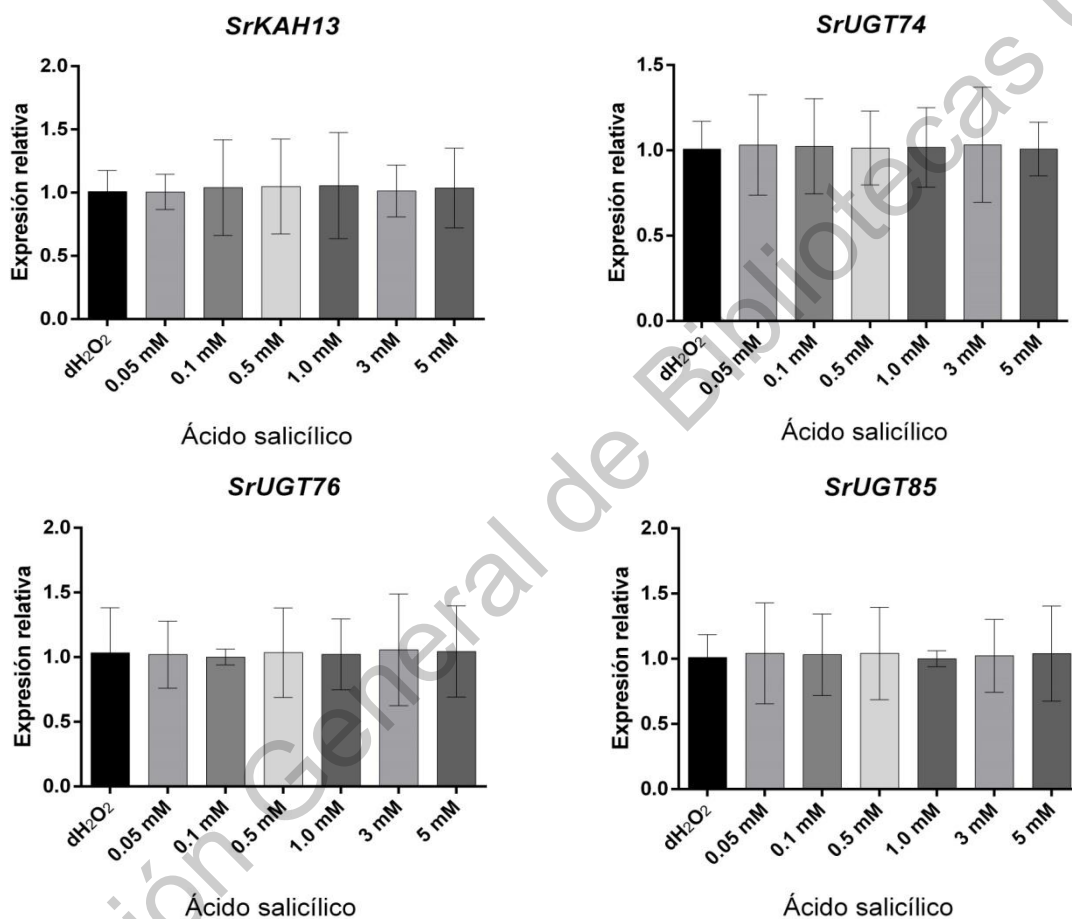 SrKAH13
Expresión relativa
2.0
1.5
1.0
0.5
0.0
dH₂O₂
0.05 mM
0.1 mM
0.5 mM
1.0 mM
3 mM
5 mM
Ácido salicílico
SrUGT74
Expresión relativa
1.5
1.0
0.5
0.0
dH₂O₂
0.05 mM
0.1 mM
0.5 mM
1.0 mM
3 mM
5 mM
Ácido salicílico
SrUGT76
Expresión relativa
2.0
1.5
1.0
0.5
0.0
dH₂O₂
0.05 mM
0.1 mM
0.5 mM
1.0 mM
3 mM
5 mM
Ácido salicílico
SrUGT85
Expresión relativa
2.0
1.5
1.0
0.5
0.0
dH₂O₂
0.05 mM
0.1 mM
0.5 mM
1.0 mM
3 mM
5 mM
Ácido salicílico
General de Bibliotecas